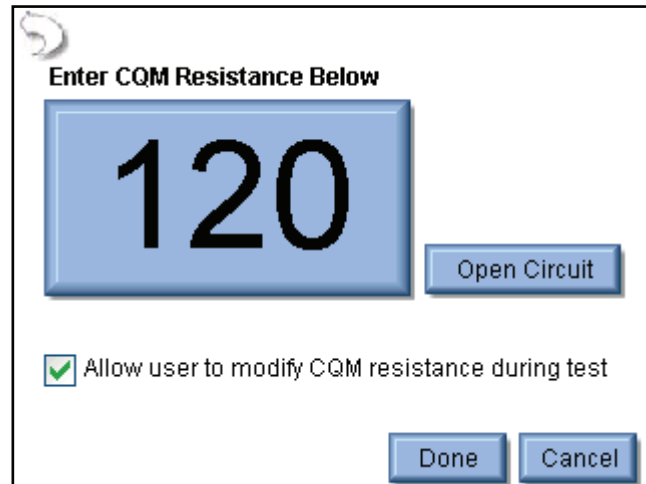 Enter CQM Resistance Below
120
Open Circuit
Allow user to modify CQM resistance during test
Done
Cancel